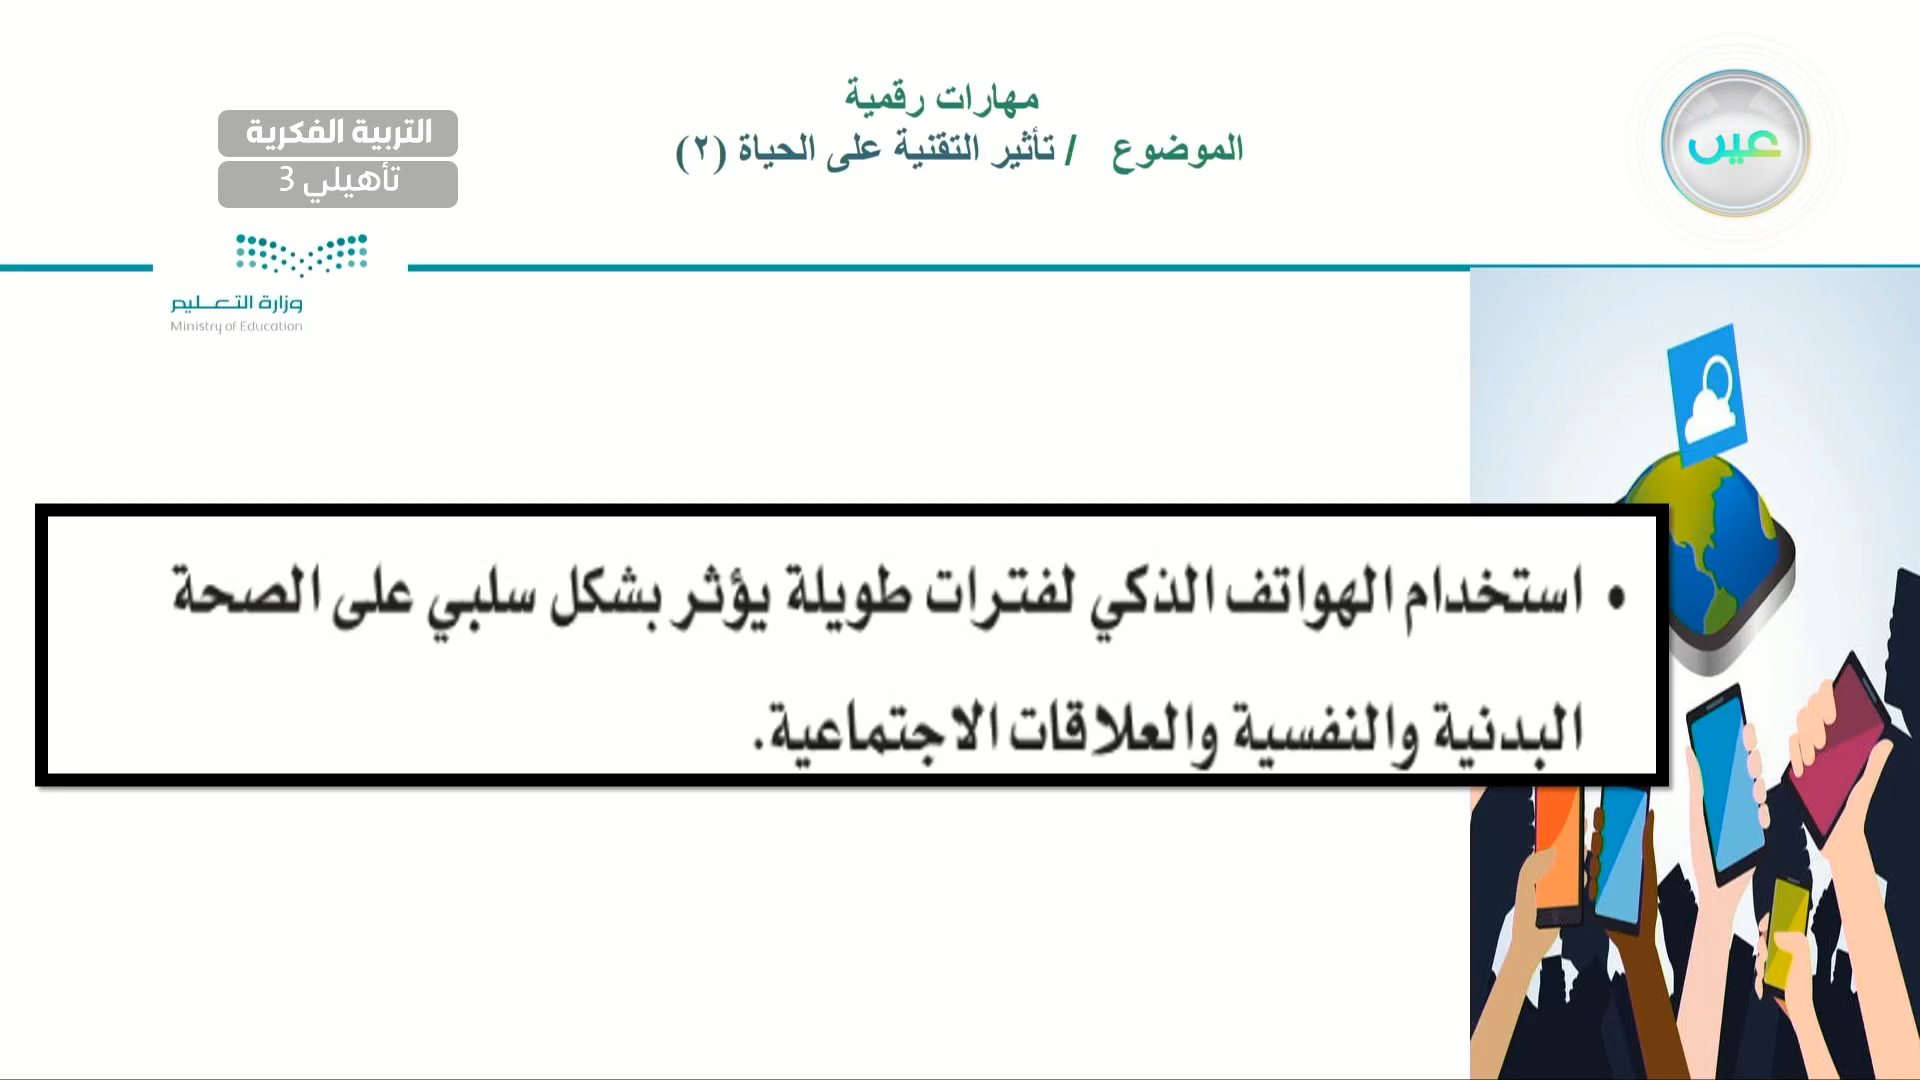 مهارات رقمية
الموضوع / تأثير التقنية على الحياة (٢)
عين
التربية الفكرية
تأهيلي 3
وزارة التعليم
Ministry of Education
• استخدام الهواتف الذكي لفترات طويلة يؤثر بشكل سلبي على الصحة
البدنية والنفسية والعلاقات الاجتماعية.